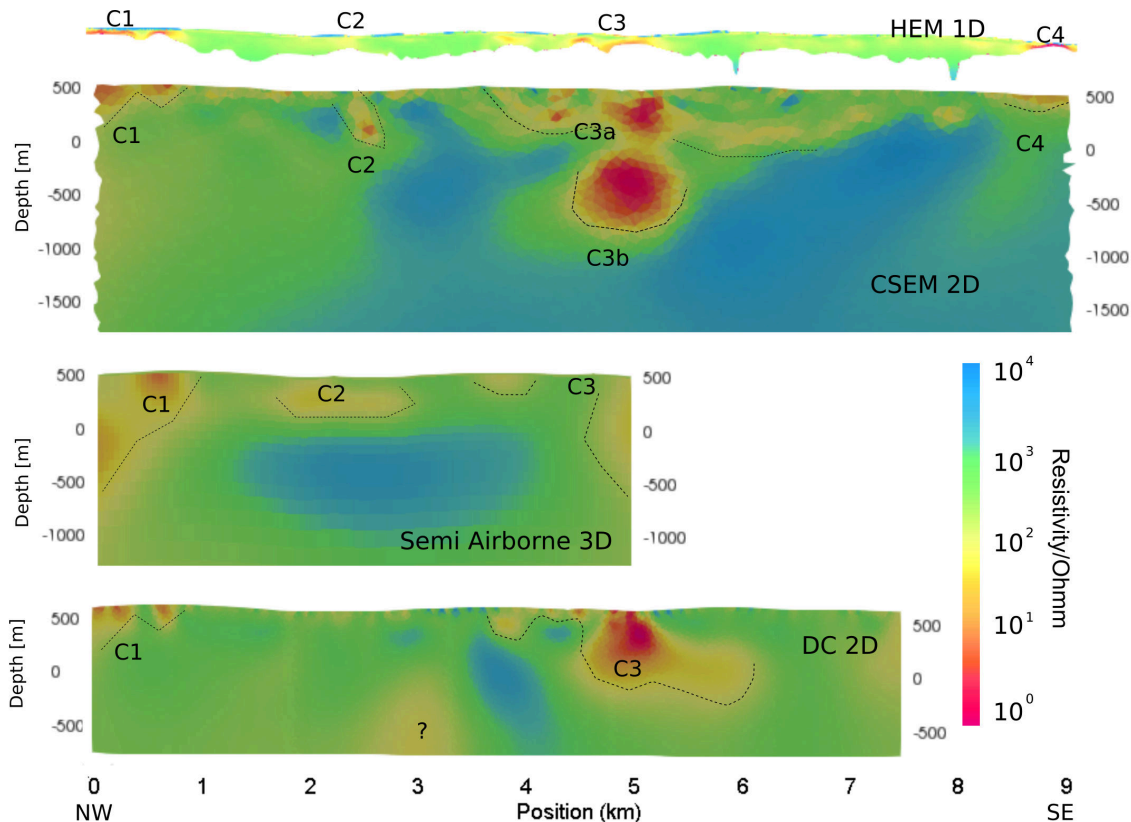 C1
C2
C3
HEM 1D
C4
500
0
-500
-1000
-1500
Depth [m]
C1
C2
C3a
C3b
C4
CSEM 2D
500
0
-500
-1000
-1500
500
0
-500
-1000
Depth [m]
C1
C2
C3
Semi Airborne 3D
500
0
-500
-1000
500
0
-500
Depth [m]
C1
?
C3
DC 2D
500
0
-500
10^4
10^3
10^2
10^1
10^0
Resistivity/Ohmm
0 1 2 3 4 5 6 7 8 9
NW Position (km) SE